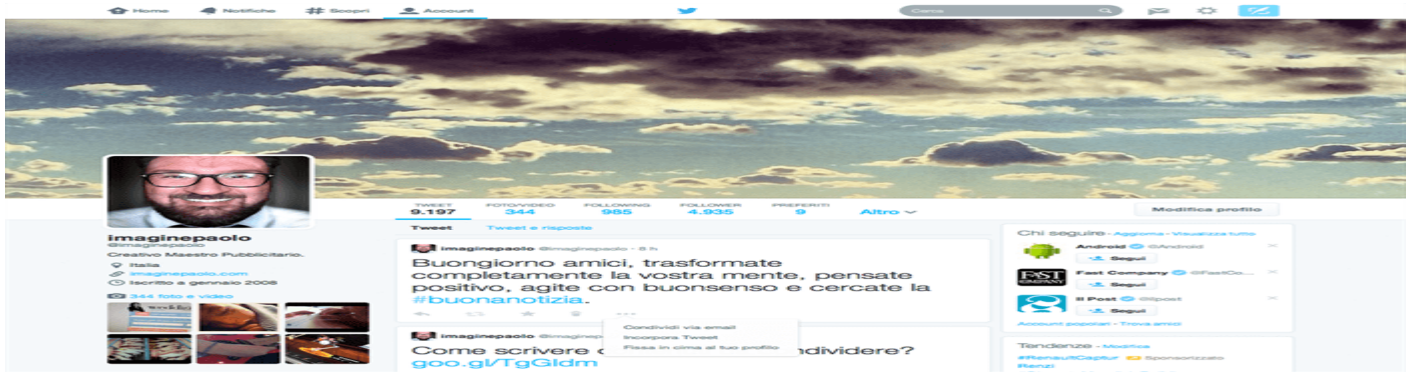 Home Notifiche Scopri Account Cerca
TWEET FOTO/VIDEO FOLLOWING FOLLOWER PREFERITI
9.197 344 985 4.935 9 Altro
Modifica profilo
imaginepaolo
@imaginepaolo
Creativo Maestro Pubblicitario.
Italia
imaginepaolo.com
Iscritto a gennaio 2008
344 foto e video
Tweet Tweet e risposte
imaginepaolo @imaginepaolo · 8 h
Buongiorno amici, trasformate
completamente la vostra mente, pensate
positivo, agite con buonsenso e cercate la
#buonanotizia.
Condividi via email
Incorpora Tweet
Fissa in cima al tuo profilo
imaginepaolo @imaginep
Come scrivere c ndividere?
goo.gl/TgGldm
Chi seguire · Aggiorna · Visualizza tutto
Android @Android
Segui
FAST COMPANY
Fast Company @FastCo...
Segui
Il Post @ilpost
Segui
Account popolari · Trova amici
Tendenze · Modifica
#RenaultCaptur Sponsorizzato
Renzi